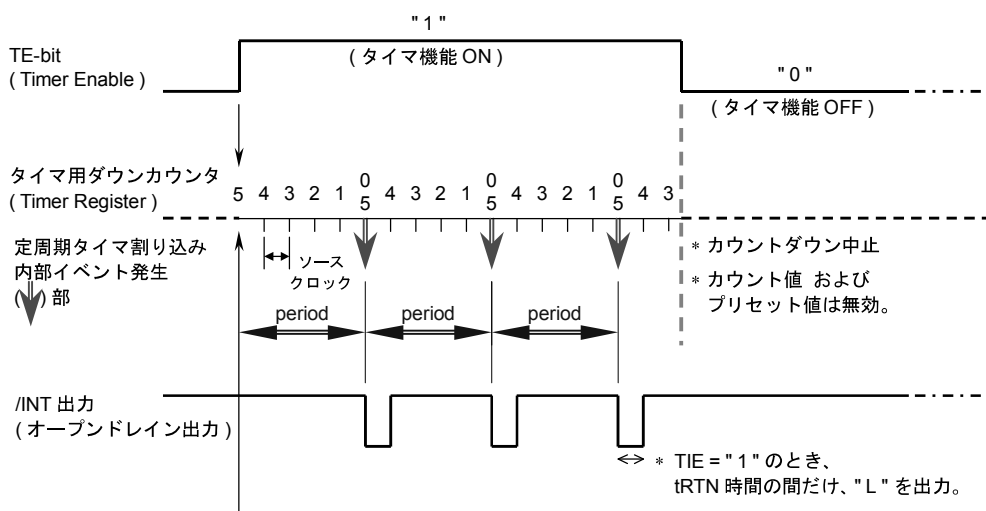 "1"
TE-bit
( Timer Enable )
( タイマ機能 ON )
"0"
( タイマ機能 OFF )
タイマ用ダウンカウンタ
( Timer Register )
5 4 3 2 1 0 5 4 3 2 1 0 5 4 3 2 1 0 5 4 3
定周期タイマ割り込み
内部イベント発生
( ) 部
ソース
クロック
* カウントダウン中止
* カウント値 および
プリセット値は無効。
period period period
/INT 出力
( オープンドレイン出力 )
* TIE = "1" のとき、
tRTN 時間の間だけ、"L" を出力。